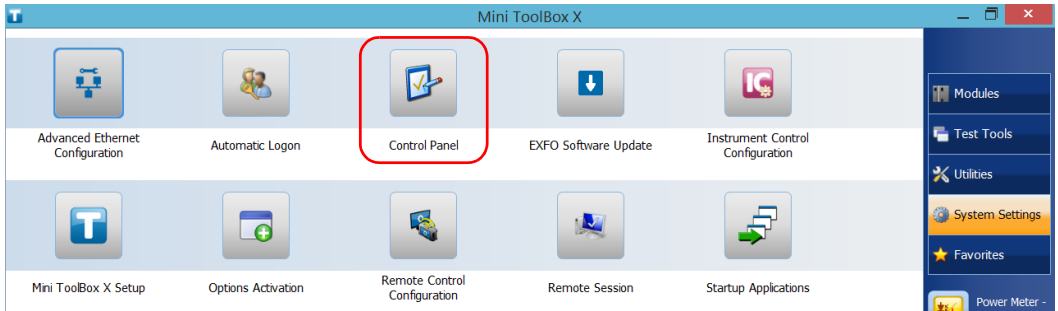 Mini ToolBox X
Advanced Ethernet
Configuration
Automatic Logon
Control Panel
EXFO Software Update
Instrument Control
Configuration
Mini ToolBox X Setup
Options Activation
Remote Control
Configuration
Remote Session
Startup Applications
Modules
Test Tools
Utilities
System Settings
Favorites
Power Meter -